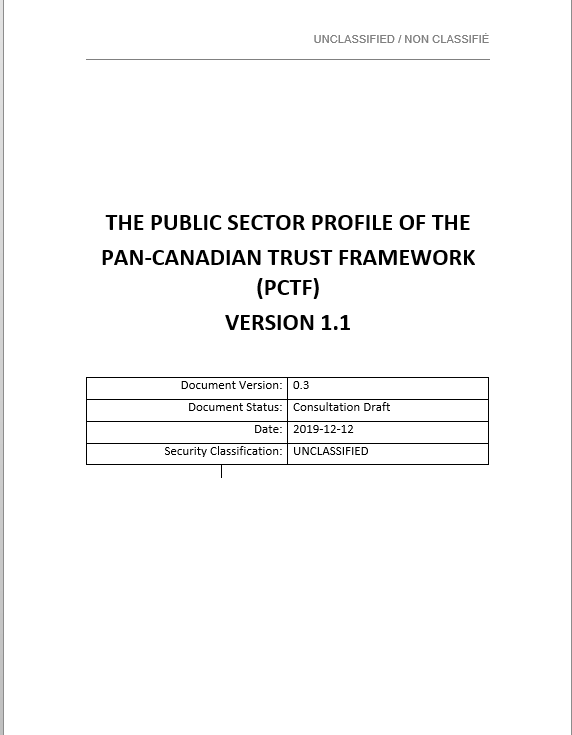 UNCLASSIFIED / NON CLASSIFIÉ
THE PUBLIC SECTOR PROFILE OF THE
PAN-CANADIAN TRUST FRAMEWORK
(PCTF)
VERSION 1.1
Document Version: 0.3
Document Status: Consultation Draft
Date: 2019-12-12
Security Classification: UNCLASSIFIED